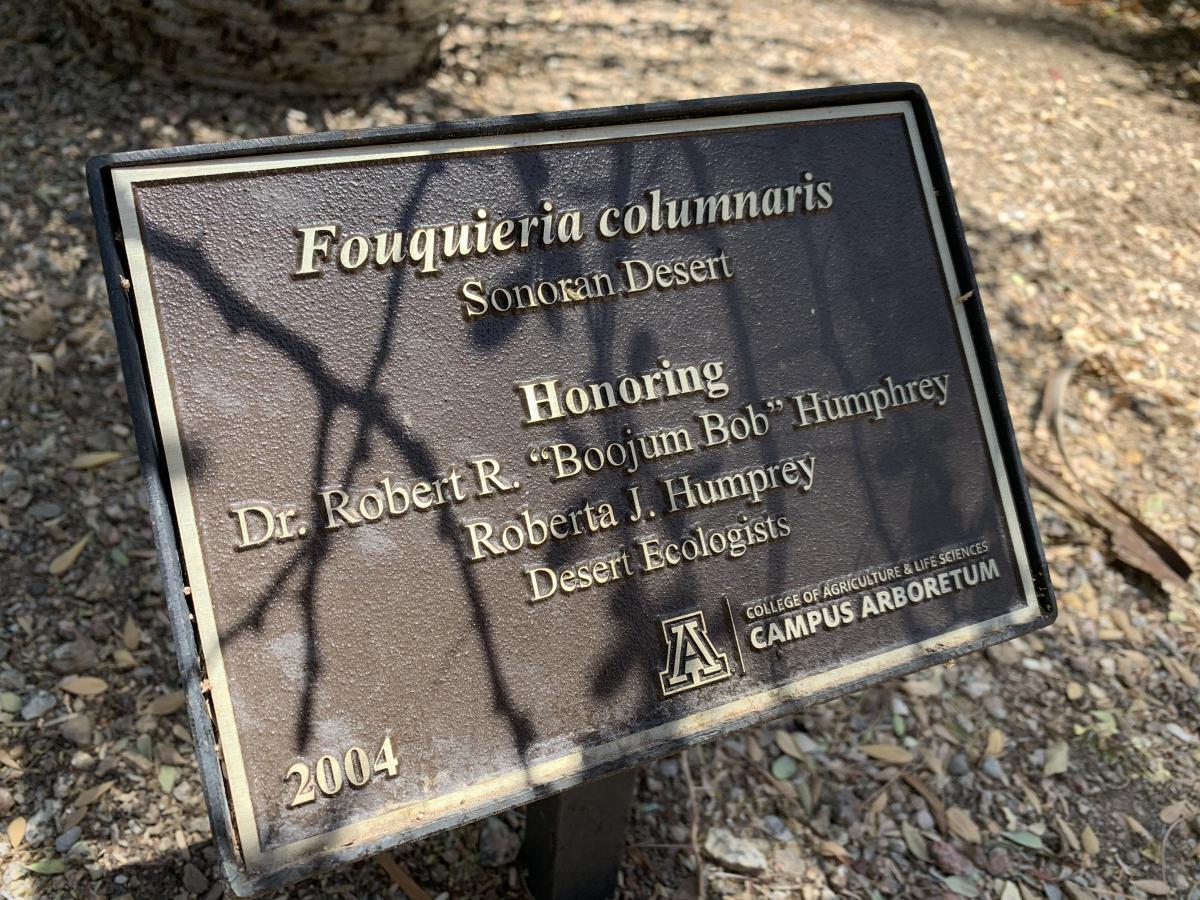 Fouquieria columnaris
Sonoran Desert
Honoring
Dr. Robert R. “Boojum Bob” Humphrey
Roberta J. Humprey
Desert Ecologists
A
COLLEGE OF AGRICULTURE & LIFE SCIENCES
CAMPUS ARBORETUM
2004